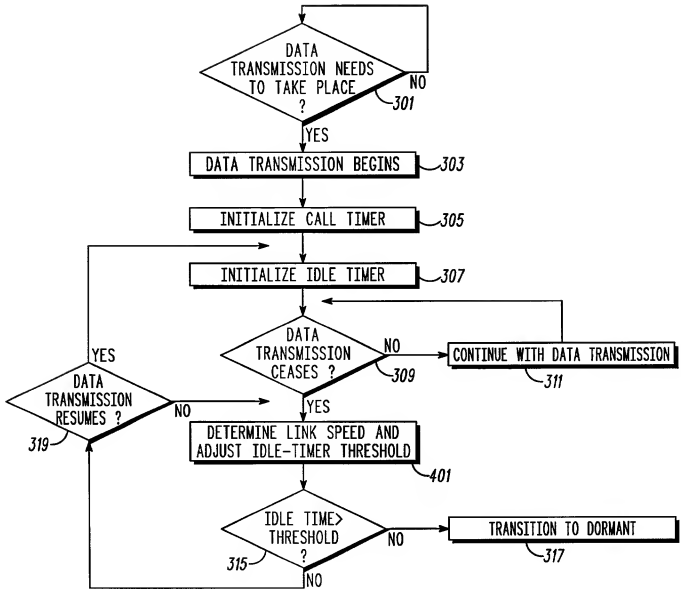 DATA
TRANSMISSION NEEDS
TO TAKE PLACE
?
NO
301
YES
DATA TRANSMISSION BEGINS
303
INITIALIZE CALL TIMER
305
INITIALIZE IDLE TIMER
307
DATA
TRANSMISSION
CEASES ?
NO
309
CONTINUE WITH DATA TRANSMISSION
311
YES
YES
DATA
TRANSMISSION
RESUMES ?
NO
319
DETERMINE LINK SPEED AND
ADJUST IDLE-TIMER THRESHOLD
401
IDLE TIME>
THRESHOLD
?
NO
315
NO
TRANSITION TO DORMANT
317